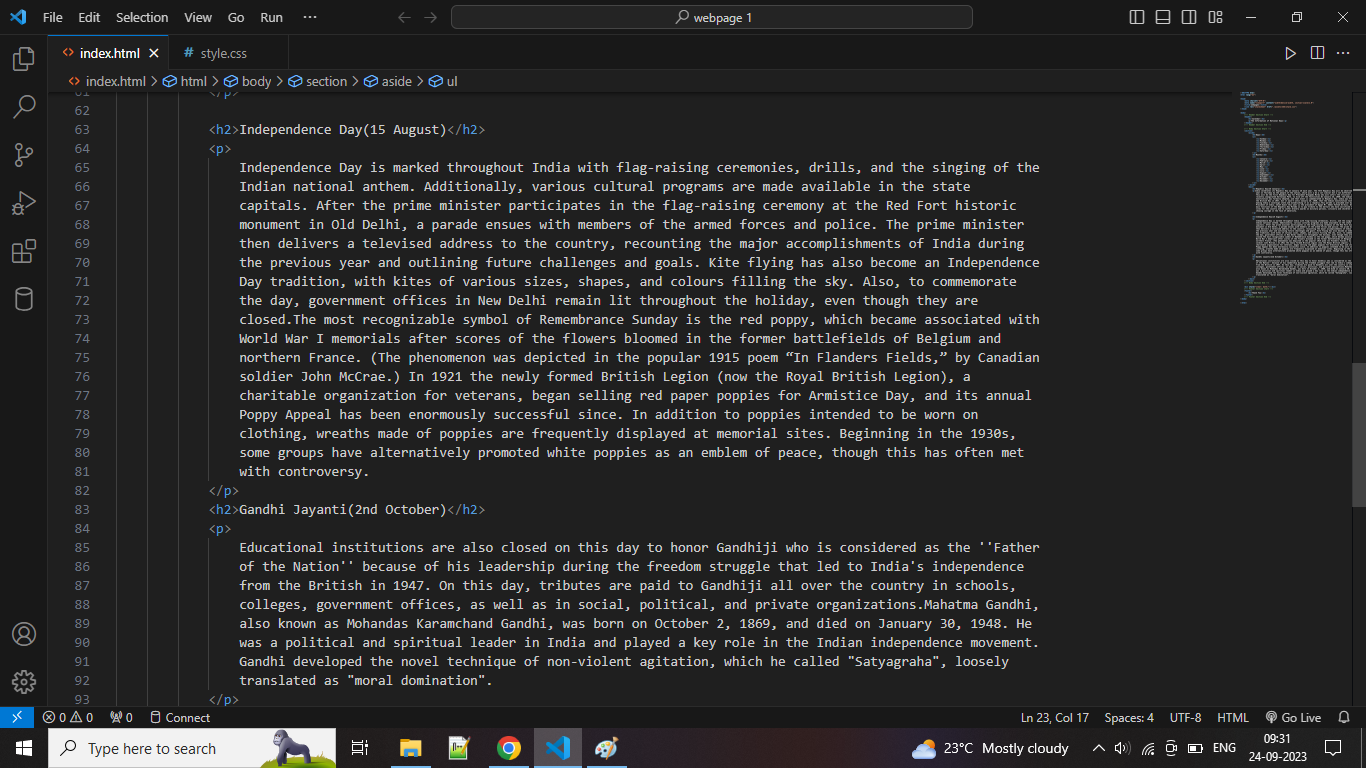 File Edit Selection View Go Run ··· webpage 1
index.html style.css
index.html > html > body > section > aside > ul
61 </p>
62
63 <h2>Independence Day(15 August)</h2>
64 <p>
65 Independence Day is marked throughout India with flag-raising ceremonies, drills, and the singing of the
66 Indian national anthem. Additionally, various cultural programs are made available in the state
67 capitals. After the prime minister participates in the flag-raising ceremony at the Red Fort historic
68 monument in Old Delhi, a parade ensues with members of the armed forces and police. The prime minister
69 then delivers a televised address to the country, recounting the major accomplishments of India during
70 the previous year and outlining future challenges and goals. Kite flying has also become an Independence
71 Day tradition, with kites of various sizes, shapes, and colours filling the sky. Also, to commemorate
72 the day, government offices in New Delhi remain lit throughout the holiday, even though they are
73 closed.The most recognizable symbol of Remembrance Sunday is the red poppy, which became associated with
74 World War I memorials after scores of the flowers bloomed in the former battlefields of Belgium and
75 northern France. (The phenomenon was depicted in the popular 1915 poem “In Flanders Fields,” by Canadian
76 soldier John McCrae.) In 1921 the newly formed British Legion (now the Royal British Legion), a
77 charitable organization for veterans, began selling red paper poppies for Armistice Day, and its annual
78 Poppy Appeal has been enormously successful since. In addition to poppies intended to be worn on
79 clothing, wreaths made of poppies are frequently displayed at memorial sites. Beginning in the 1930s,
80 some groups have alternatively promoted white poppies as an emblem of peace, though this has often met
81 with controversy.
82 </p>
83 <h2>Gandhi Jayanti(2nd October)</h2>
84 <p>
85 Educational institutions are also closed on this day to honor Gandhiji who is considered as the ''Father
86 of the Nation'' because of his leadership during the freedom struggle that led to India's independence
87 from the British in 1947. On this day, tributes are paid to Gandhiji all over the country in schools,
88 colleges, government offices, as well as in social, political, and private organizations.Mahatma Gandhi,
89 also known as Mohandas Karamchand Gandhi, was born on October 2, 1869, and died on January 30, 1948. He
90 was a political and spiritual leader in India and played a key role in the Indian independence movement.
91 Gandhi developed the novel technique of non-violent agitation, which he called "Satyagraha", loosely
92 translated as "moral domination".
93 </p>
0 0 0 Connect Ln 23, Col 17 Spaces: 4 UTF-8 HTML Go Live
Type here to search 23°C Mostly cloudy ENG 09:31
24-09-2023